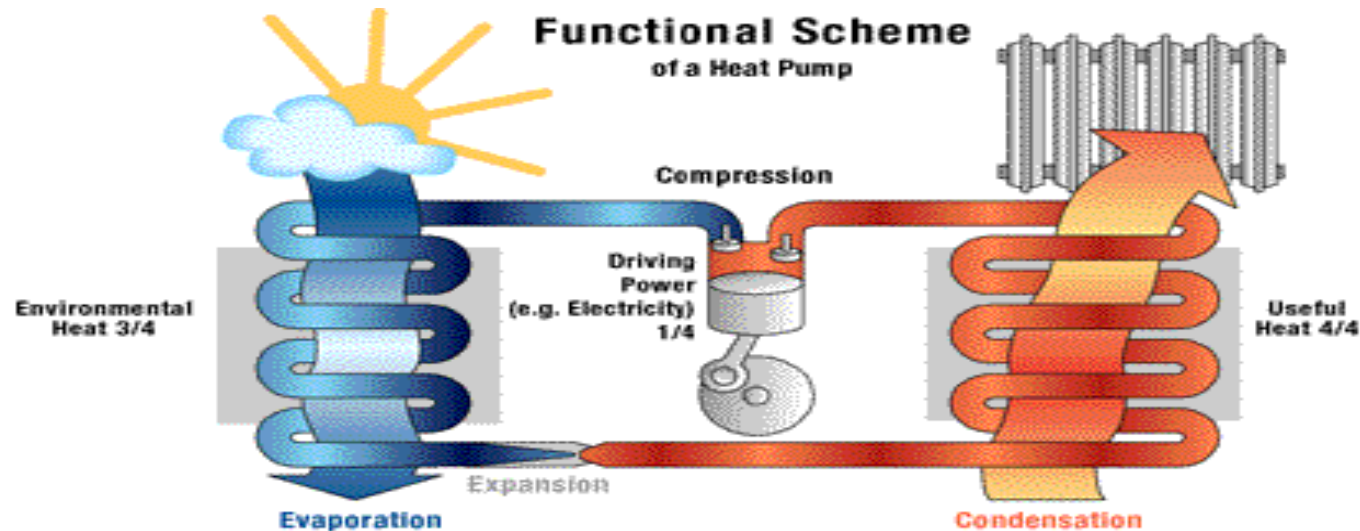 Functional Scheme
of a Heat Pump
Compression
Environmental
Heat 3/4
Driving
Power
(e.g. Electricity)
1/4
Useful
Heat 4/4
Expansion
Evaporation
Condensation